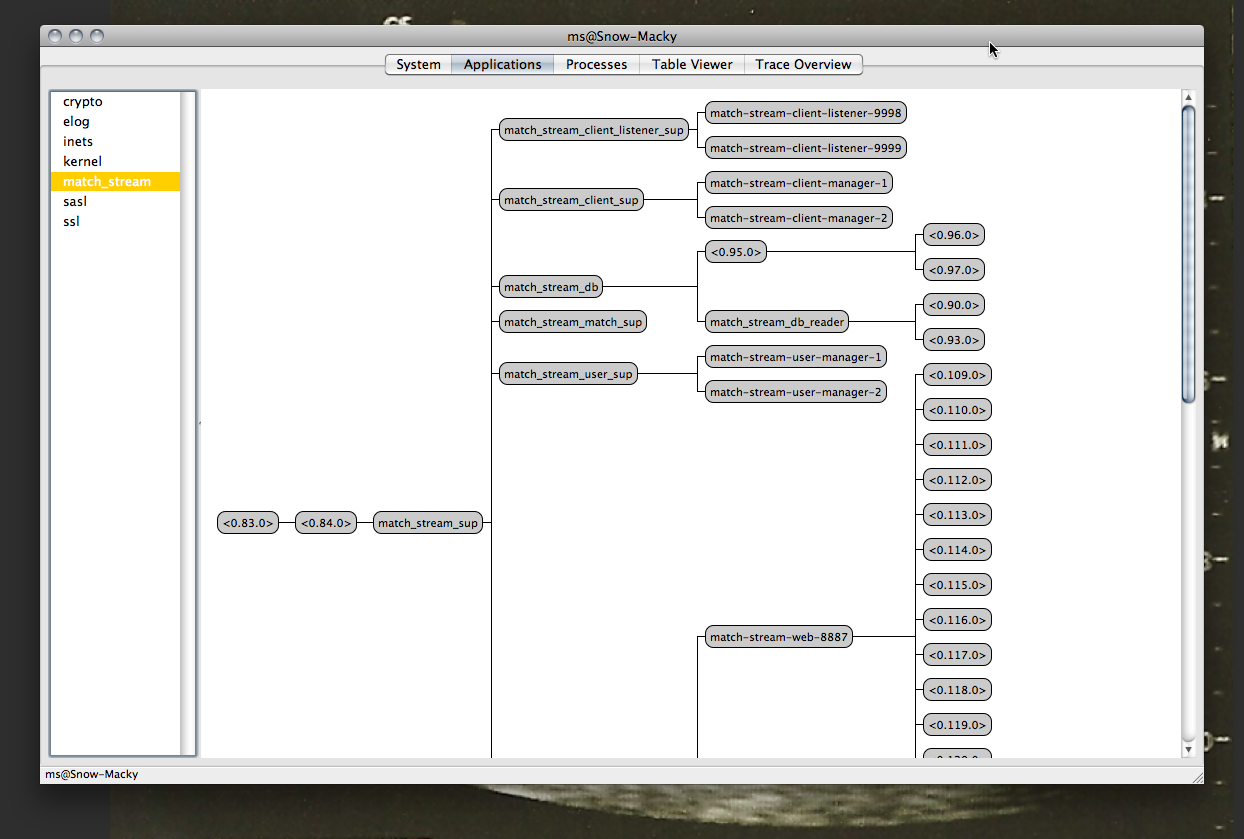 ms@Snow-Macky
System Applications Processes Table Viewer Trace Overview
crypto
elog
inets
kernel
match_stream
sasl
ssl
<0.83.0>
<0.84.0>
match_stream_sup
match_stream_client_listener_sup
match-stream-client-listener-9998
match-stream-client-listener-9999
match_stream_client_sup
match-stream-client-manager-1
match-stream-client-manager-2
match_stream_db
<0.95.0>
<0.96.0>
<0.97.0>
match_stream_db_reader
<0.90.0>
<0.93.0>
match_stream_match_sup
match_stream_user_sup
match-stream-user-manager-1
match-stream-user-manager-2
match-stream-web-8887
<0.109.0>
<0.110.0>
<0.111.0>
<0.112.0>
<0.113.0>
<0.114.0>
<0.115.0>
<0.116.0>
<0.117.0>
<0.118.0>
<0.119.0>
ms@Snow-Macky